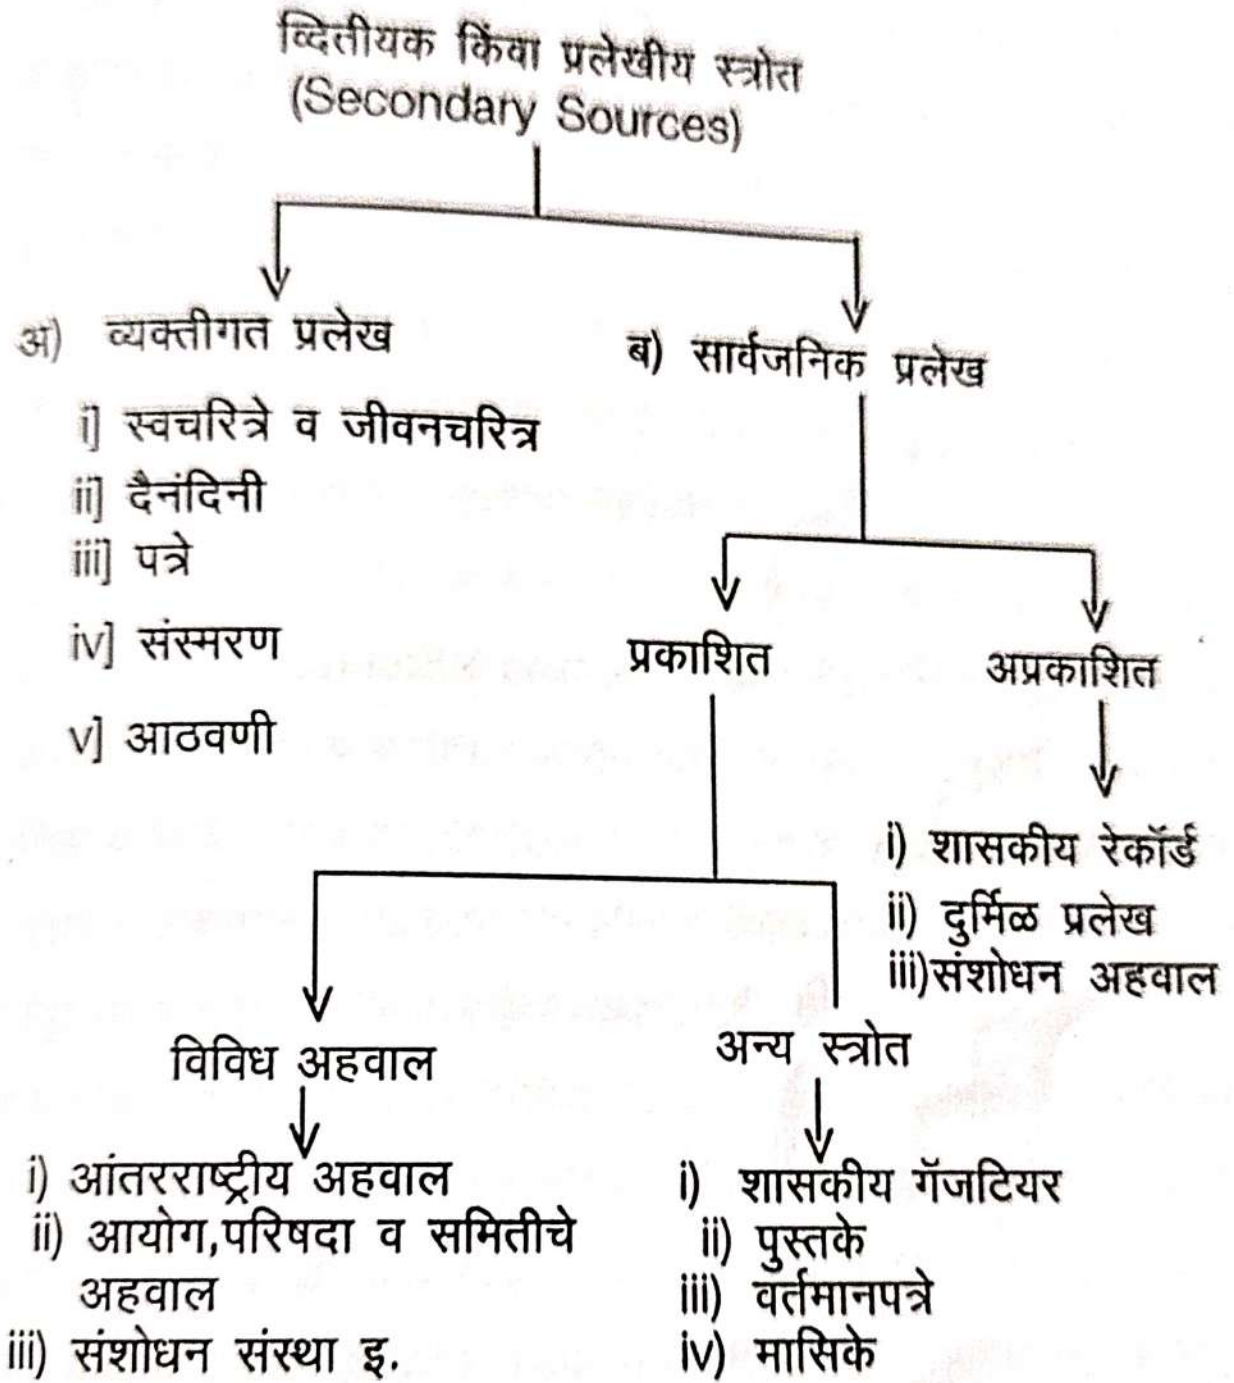 व्दितीयक किंवा प्रलेखीय स्त्रोत
(Secondary Sources)
अ) व्यक्तीगत प्रलेख
i] स्वचरित्रे व जीवनचरित्र
ii] दैनंदिनी
iii] पत्रे
iv] संस्मरण
v] आठवणी
ब) सार्वजनिक प्रलेख
प्रकाशित
अप्रकाशित
i) शासकीय रेकॉर्ड
ii) दुर्मिळ प्रलेख
iii)संशोधन अहवाल
विविध अहवाल
i) आंतरराष्ट्रीय अहवाल
ii) आयोग,परिषदा व समितीचे
अहवाल
iii) संशोधन संस्था इ.
अन्य स्त्रोत
i) शासकीय गॅजटियर
ii) पुस्तके
iii) वर्तमानपत्रे
iv) मासिके